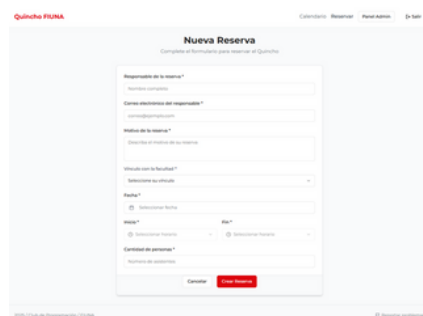 Quincho FIUNA
Calendario Reservar Panel Admin Salir
Nueva Reserva
Complete el formulario para reservar el Quincho
Responsable de la reserva *
Nombre completo
Correo electrónico del responsable *
correo@ejemplo.com
Motivo de la reserva *
Describa el motivo de su reserva
Vínculo con la facultad *
Seleccione su vínculo
Fecha *
Seleccionar fecha
Inicio * Fin *
Seleccionar horario Seleccionar horario
Cantidad de personas *
Número de asistentes
Cancelar Crear Reserva